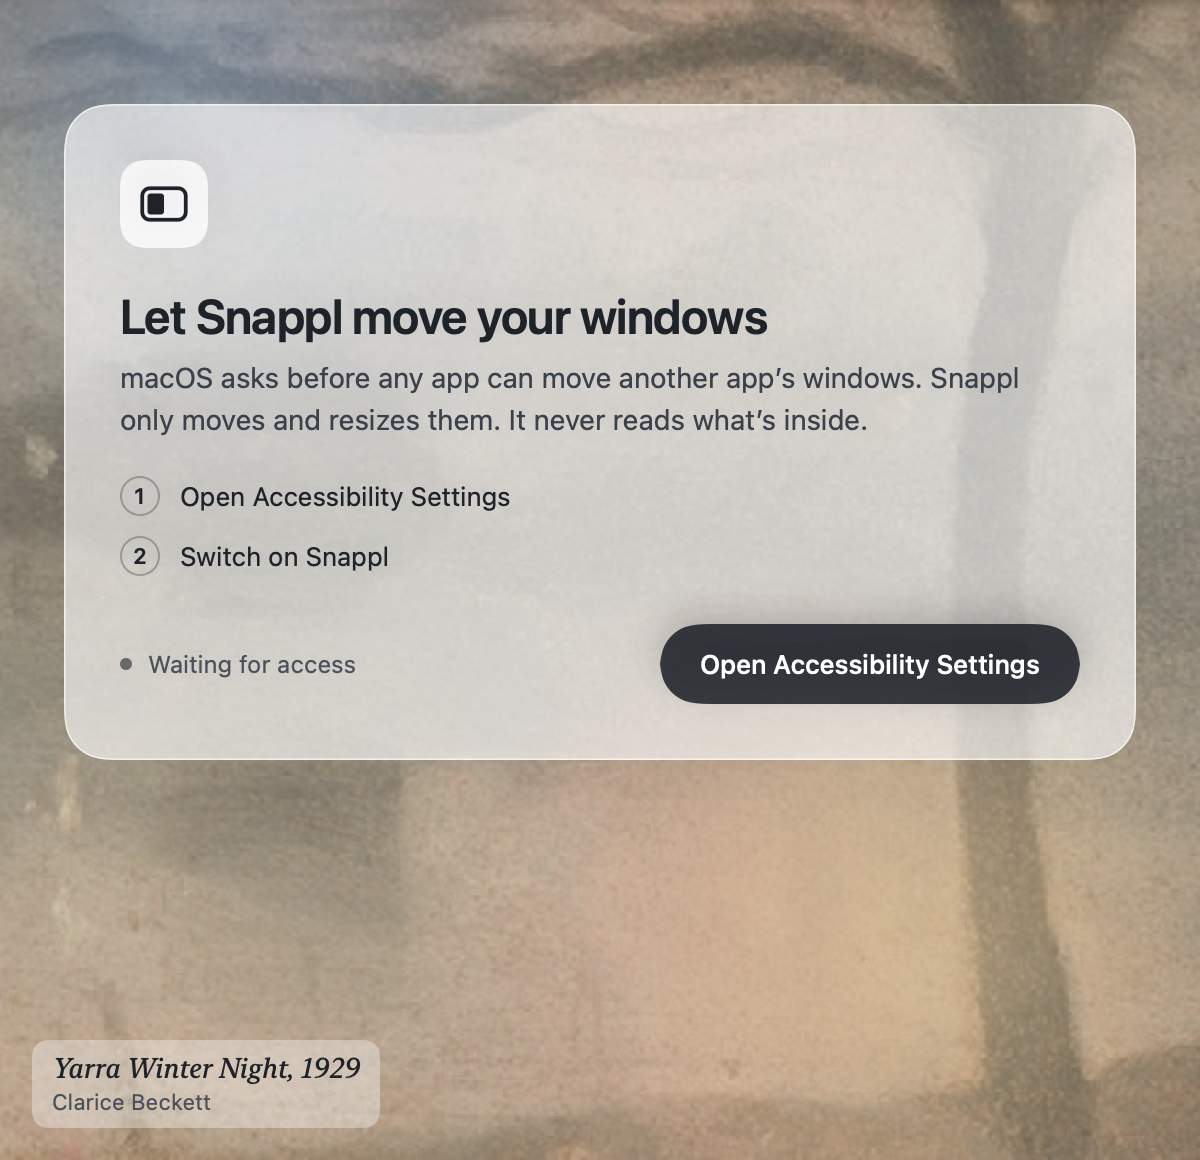 Let Snappl move your windows
macOS asks before any app can move another app’s windows. Snappl
only moves and resizes them. It never reads what’s inside.
1 Open Accessibility Settings
2 Switch on Snappl
Waiting for access
Open Accessibility Settings
Yarra Winter Night, 1929
Clarice Beckett